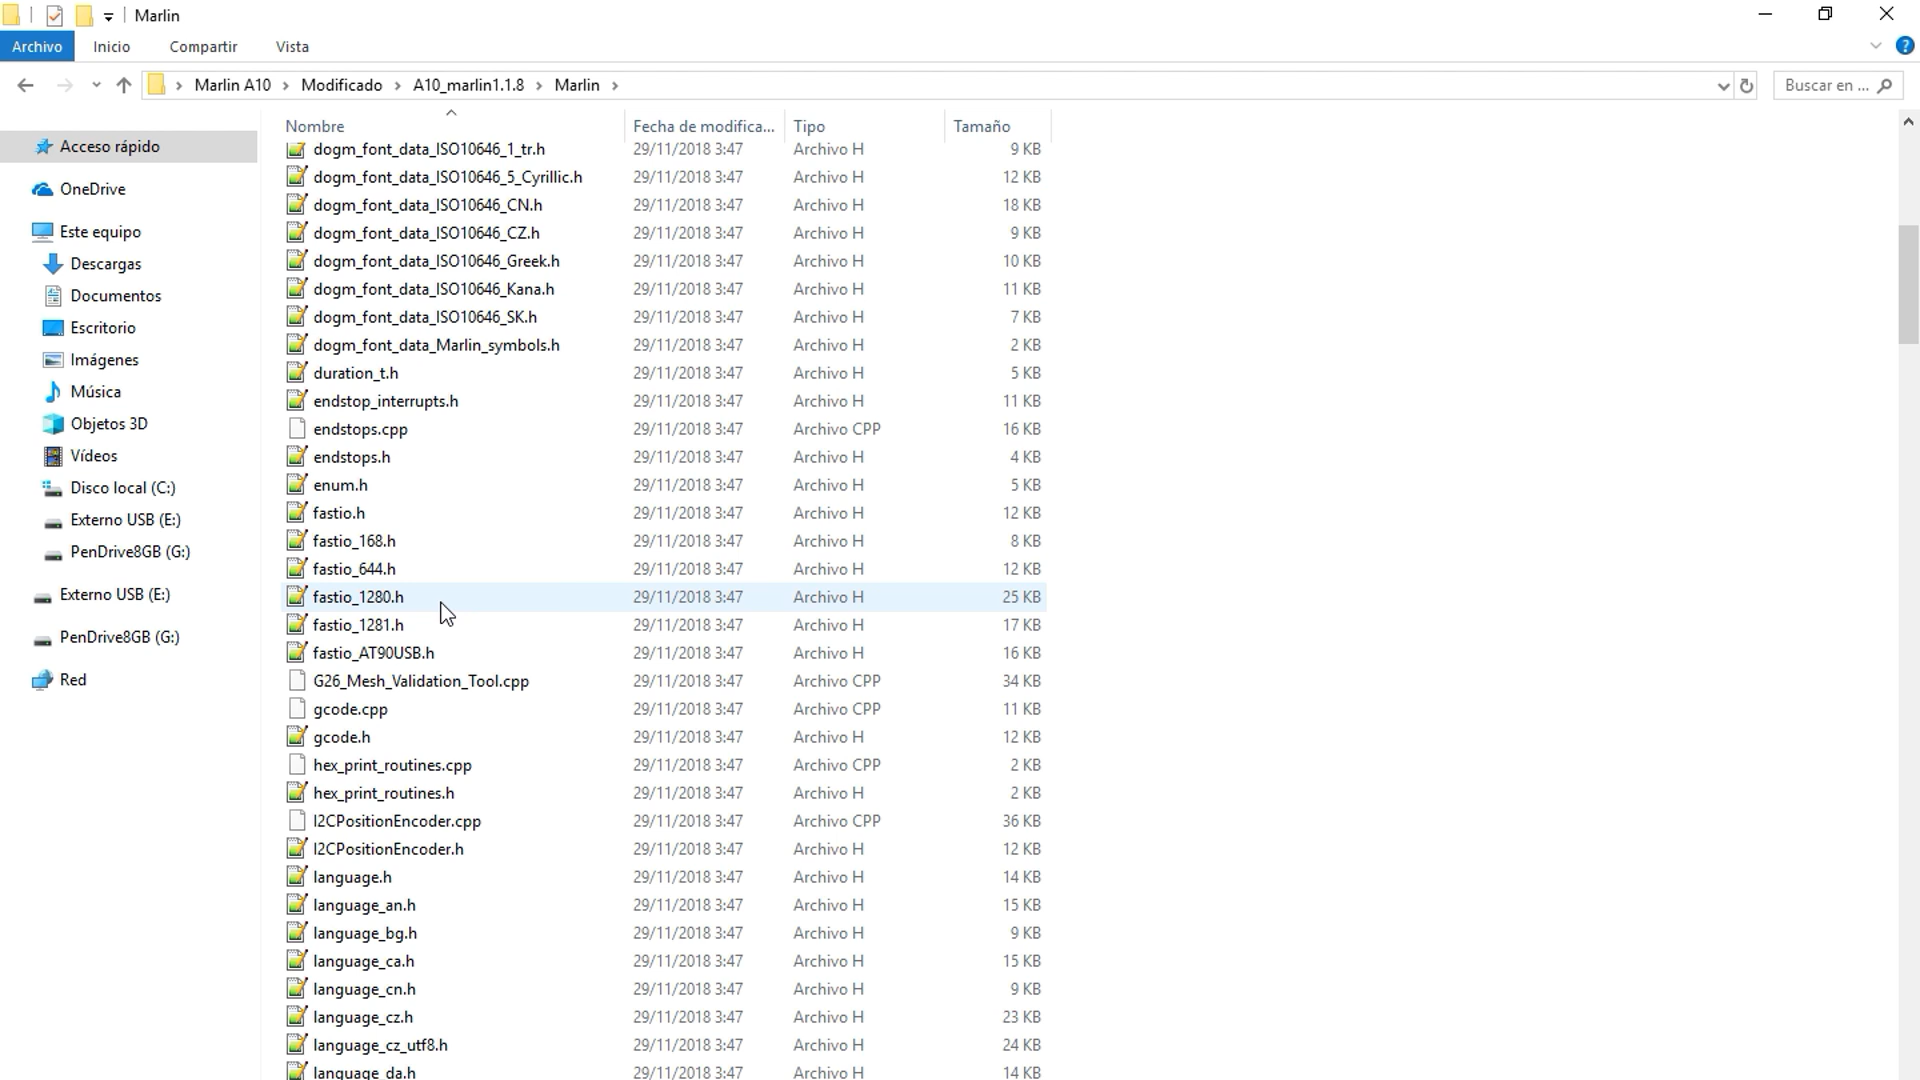 Marlin
Archivo Inicio Compartir Vista
Marlin A10 Modificado A10_marlin1.1.8 Marlin
Buscar en ...
Acceso rápido
OneDrive
Este equipo
Descargas
Documentos
Escritorio
Imágenes
Música
Objetos 3D
Vídeos
Disco local (C:)
Externo USB (E:)
PenDrive8GB (G:)
Externo USB (E:)
PenDrive8GB (G:)
Red
Nombre Fecha de modifica... Tipo Tamaño
dogm_font_data_ISO10646_1_tr.h 29/11/2018 3:47 Archivo H 9 KB
dogm_font_data_ISO10646_5_Cyrillic.h 29/11/2018 3:47 Archivo H 12 KB
dogm_font_data_ISO10646_CN.h 29/11/2018 3:47 Archivo H 18 KB
dogm_font_data_ISO10646_CZ.h 29/11/2018 3:47 Archivo H 9 KB
dogm_font_data_ISO10646_Greek.h 29/11/2018 3:47 Archivo H 10 KB
dogm_font_data_ISO10646_Kana.h 29/11/2018 3:47 Archivo H 11 KB
dogm_font_data_ISO10646_SK.h 29/11/2018 3:47 Archivo H 7 KB
dogm_font_data_Marlin_symbols.h 29/11/2018 3:47 Archivo H 2 KB
duration_t.h 29/11/2018 3:47 Archivo H 5 KB
endstop_interrupts.h 29/11/2018 3:47 Archivo H 11 KB
endstops.cpp 29/11/2018 3:47 Archivo CPP 16 KB
endstops.h 29/11/2018 3:47 Archivo H 4 KB
enum.h 29/11/2018 3:47 Archivo H 5 KB
fastio.h 29/11/2018 3:47 Archivo H 12 KB
fastio_168.h 29/11/2018 3:47 Archivo H 8 KB
fastio_644.h 29/11/2018 3:47 Archivo H 12 KB
fastio_1280.h 29/11/2018 3:47 Archivo H 25 KB
fastio_1281.h 29/11/2018 3:47 Archivo H 17 KB
fastio_AT90USB.h 29/11/2018 3:47 Archivo H 16 KB
G26_Mesh_Validation_Tool.cpp 29/11/2018 3:47 Archivo CPP 34 KB
gcode.cpp 29/11/2018 3:47 Archivo CPP 11 KB
gcode.h 29/11/2018 3:47 Archivo H 12 KB
hex_print_routines.cpp 29/11/2018 3:47 Archivo CPP 2 KB
hex_print_routines.h 29/11/2018 3:47 Archivo H 2 KB
I2CPositionEncoder.cpp 29/11/2018 3:47 Archivo CPP 36 KB
I2CPositionEncoder.h 29/11/2018 3:47 Archivo H 12 KB
language.h 29/11/2018 3:47 Archivo H 14 KB
language_an.h 29/11/2018 3:47 Archivo H 15 KB
language_bg.h 29/11/2018 3:47 Archivo H 9 KB
language_ca.h 29/11/2018 3:47 Archivo H 15 KB
language_cn.h 29/11/2018 3:47 Archivo H 9 KB
language_cz.h 29/11/2018 3:47 Archivo H 23 KB
language_cz_utf8.h 29/11/2018 3:47 Archivo H 24 KB
language_da.h 29/11/2018 3:47 Archivo H 14 KB